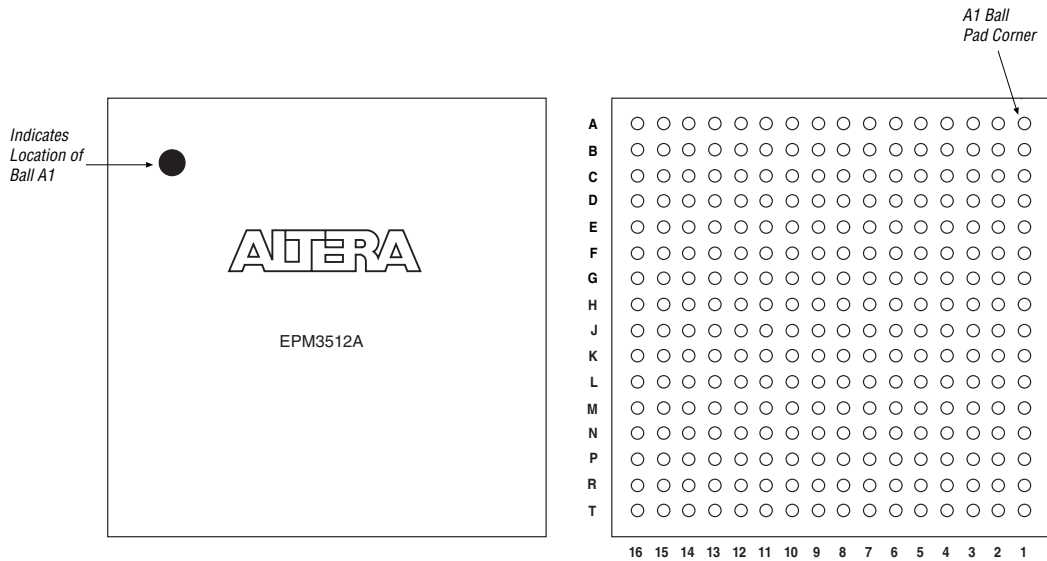 A1 Ball
Pad Corner
Indicates
Location of
Ball A1
ALTERA
EPM3512A
A
B
C
D
E
F
G
H
J
K
L
M
N
P
R
T
16 15 14 13 12 11 10 9 8 7 6 5 4 3 2 1